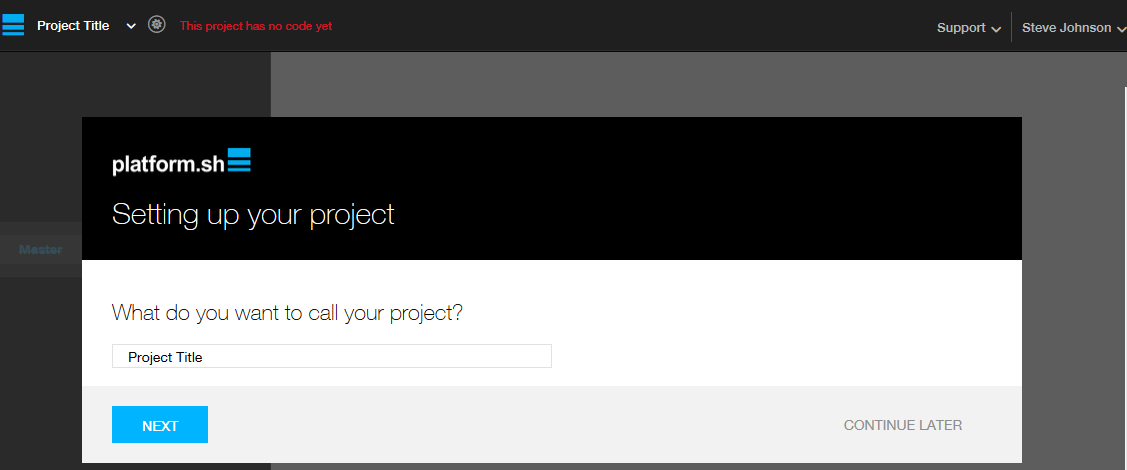 Project Title
This project has no code yet
Support
Steve Johnson
platform.sh
Setting up your project
Master
What do you want to call your project?
Project Title
NEXT
CONTINUE LATER